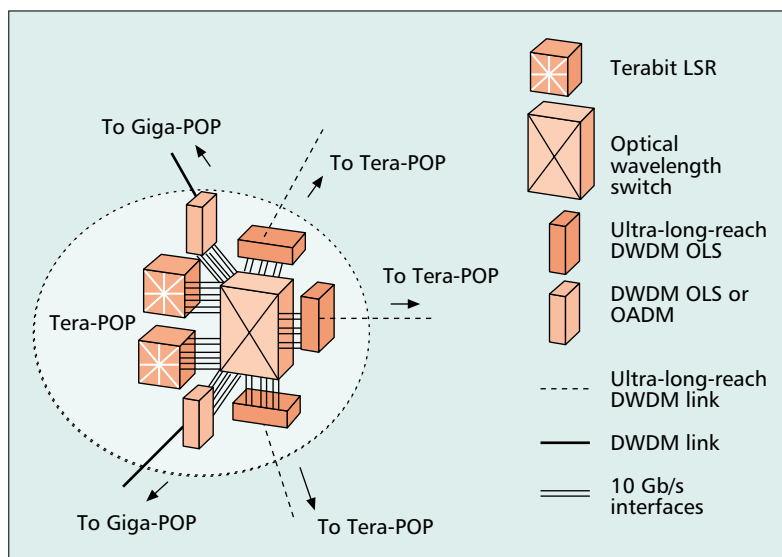 To Giga-POP
To Tera-POP
To Tera-POP
Tera-POP
To Giga-POP
To Tera-POP
Terabit LSR
Optical
wavelength
switch
Ultra-long-reach
DWDM OLS
DWDM OLS or
OADM
Ultra-long-reach
DWDM link
DWDM link
10 Gb/s
interfaces